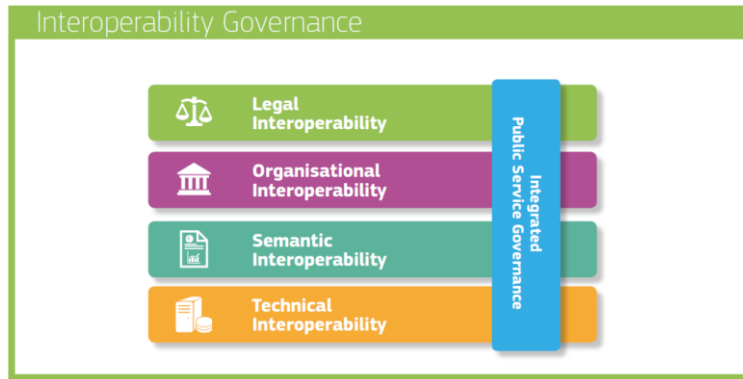 Interoperability Governance
Legal
Interoperability
Organisational
Interoperability
Semantic
Interoperability
Technical
Interoperability
Integrated
Public Service Governance